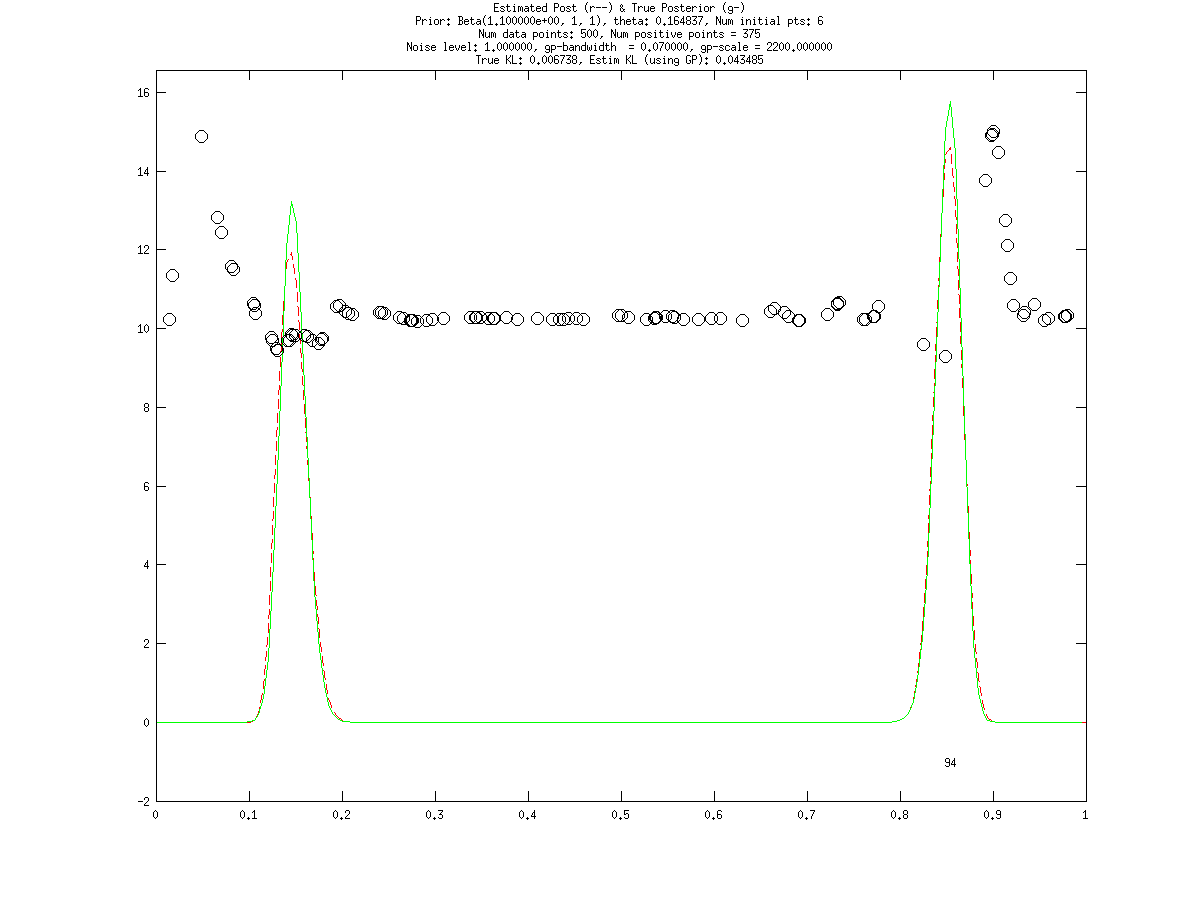 Estimated Post (r--) & True Posterior (g-)
Prior: Beta(1.100000e+00, 1, 1), theta: 0.164837, Num initial pts: 6
Num data points: 500, Num positive points = 375
Noise level: 1.000000, gp-bandwidth  = 0.070000, gp-scale = 2200.000000
True KL: 0.006738, Estim KL (using GP): 0.043485
16
14
12
10
8
6
4
2
0
94
-2
0 0.1 0.2 0.3 0.4 0.5 0.6 0.7 0.8 0.9 1